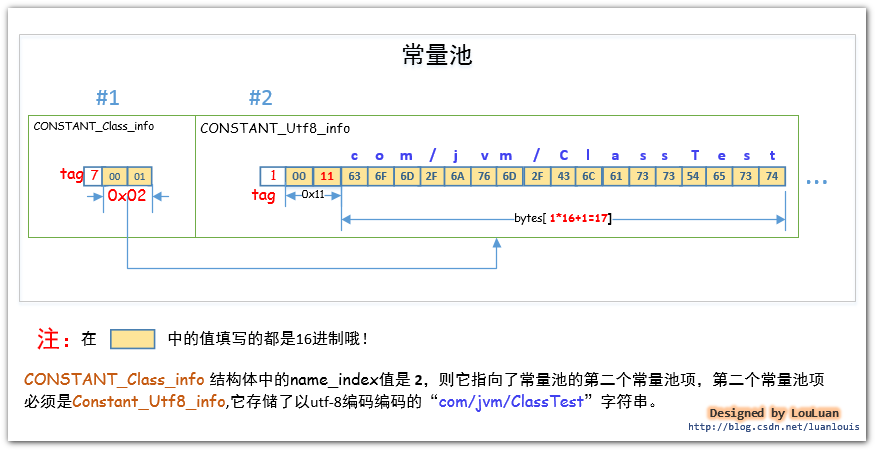 常量池
#1 #2
CONSTANT_Class_info CONSTANT_Utf8_info
c o m / j v m / C l a s s T e s t
tag 7 00 01 1 00 11 63 6F 6D 2F 6A 76 6D 2F 43 6C 61 73 73 54 65 73 74 ...
0x02 tag 0x11
bytes[ 1*16+1=17]
注：在 中的值填写的都是16进制哦！
CONSTANT_Class_info 结构体中的name_index值是 2，则它指向了常量池的第二个常量池项，第二个常量池项
必须是Constant_Utf8_info,它存储了以utf-8编码编码的“com/jvm/ClassTest”字符串。
Designed by LouLuan
http://blog.csdn.net/luanlouis